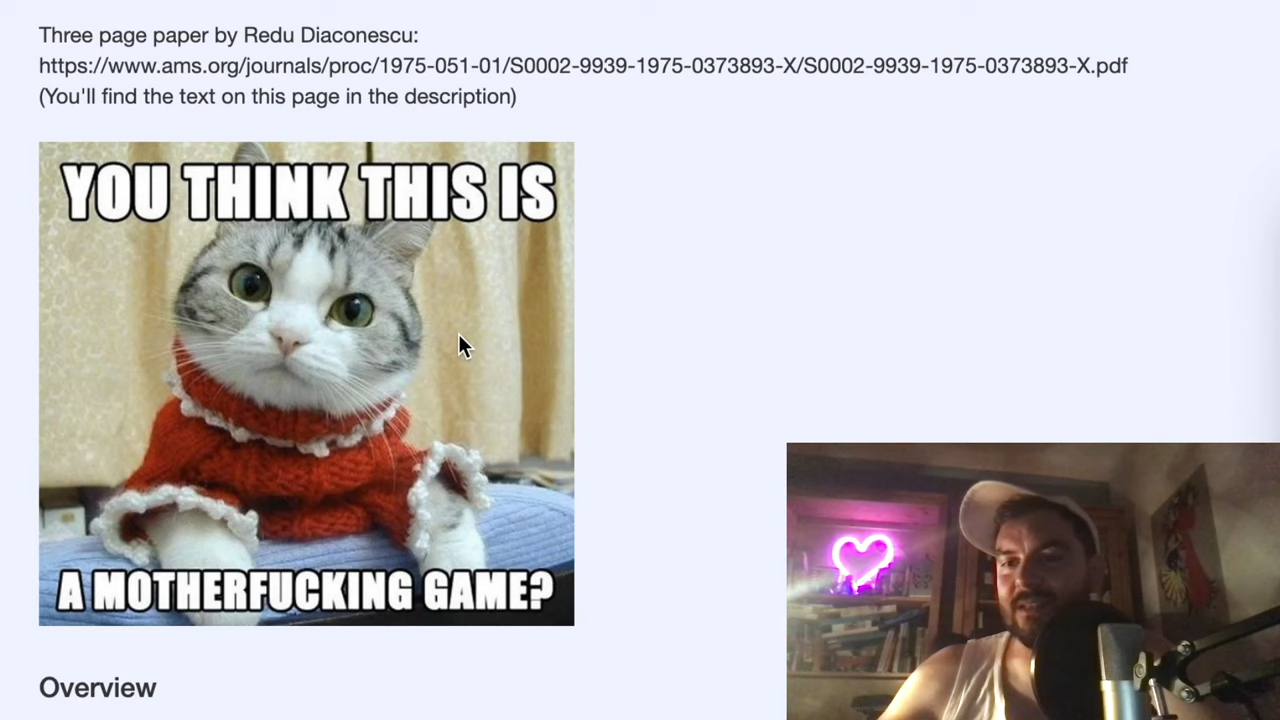 Three page paper by Redu Diaconescu:
https://www.ams.org/journals/proc/1975-051-01/S0002-9939-1975-0373893-X/S0002-9939-1975-0373893-X.pdf
(You'll find the text on this page in the description)
YOU THINK THIS IS
A MOTHERFUCKING GAME?
Overview